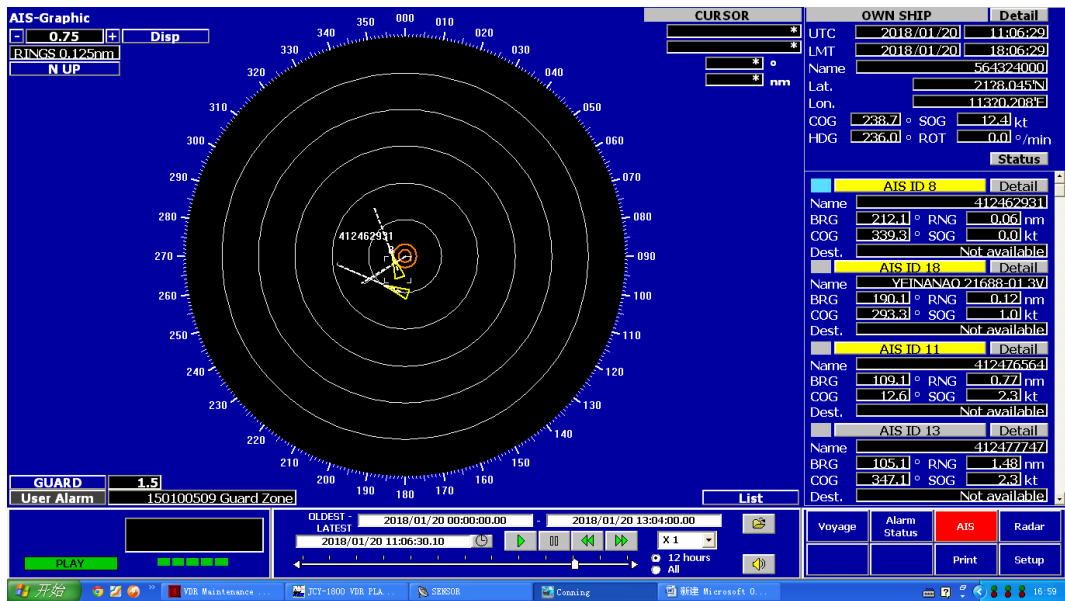 AIS-Graphic
- 0.75 + Disp
RINGS 0.125nm
N UP
350 000 010
340 020
330 030
320 040
310 050
300 060
290 070
280 080
270 090
260 100
250 110
240 120
230 130
220 140
210 150
200 160
190 180 170
412462931
CURSOR
*
*
* °
* nm
OWN SHIP Detail
UTC 2018/01/20 11:06:29
LMT 2018/01/20 18:06:29
Name 564324000
Lat. 2128.045'N
Lon. 11320.208'E
COG 238.7 ° SOG 12.4 kt
HDG 236.0 ° ROT 0.0 °/min
Status
AIS ID 8 Detail
Name 412462931
BRG 212.1 ° RNG 0.06 nm
COG 339.3 ° SOG 0.0 kt
Dest. Not available
AIS ID 18 Detail
Name YEINANAO 21688-01 3V
BRG 190.1 ° RNG 0.12 nm
COG 293.3 ° SOG 1.0 kt
Dest. Not available
AIS ID 11 Detail
Name 412476564
BRG 109.1 ° RNG 0.77 nm
COG 12.6 ° SOG 2.3 kt
Dest. Not available
AIS ID 13 Detail
Name 412477747
BRG 105.1 ° RNG 1.48 nm
COG 347.1 ° SOG 2.3 kt
Dest. Not available
GUARD 1.5
User Alarm 150100509 Guard Zone
List
PLAY
OLDEST - LATEST 2018/01/20 00:00:00.00 - 2018/01/20 13:04:00.00
2018/01/20 11:06:30.10
X 1
12 hours
All
Voyage Alarm Status AIS Radar
Print Setup
开始 VDR Maintenance ... JCY-1800 VDR PLA... SENSOR Conning 新建 Microsoft O... 16:59